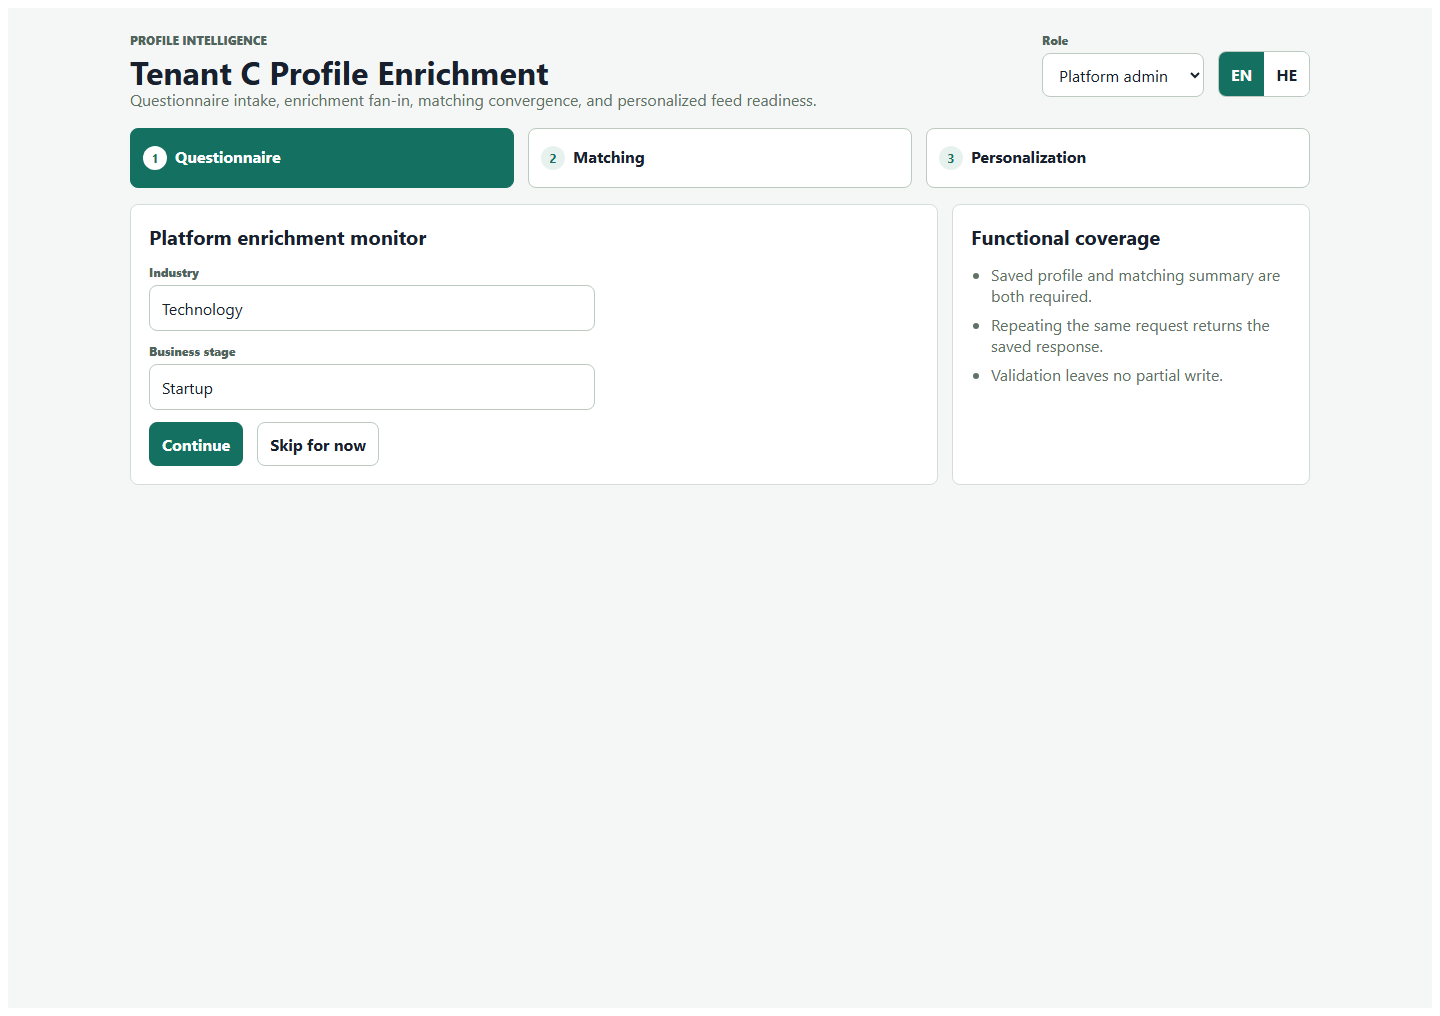 PROFILE INTELLIGENCE
Tenant C Profile Enrichment
Questionnaire intake, enrichment fan-in, matching convergence, and personalized feed readiness.
Role
Platform admin
EN HE
1 Questionnaire
2 Matching
3 Personalization
Platform enrichment monitor
Industry
Technology
Business stage
Startup
Continue Skip for now
Functional coverage
• Saved profile and matching summary are
both required.
• Repeating the same request returns the
saved response.
• Validation leaves no partial write.